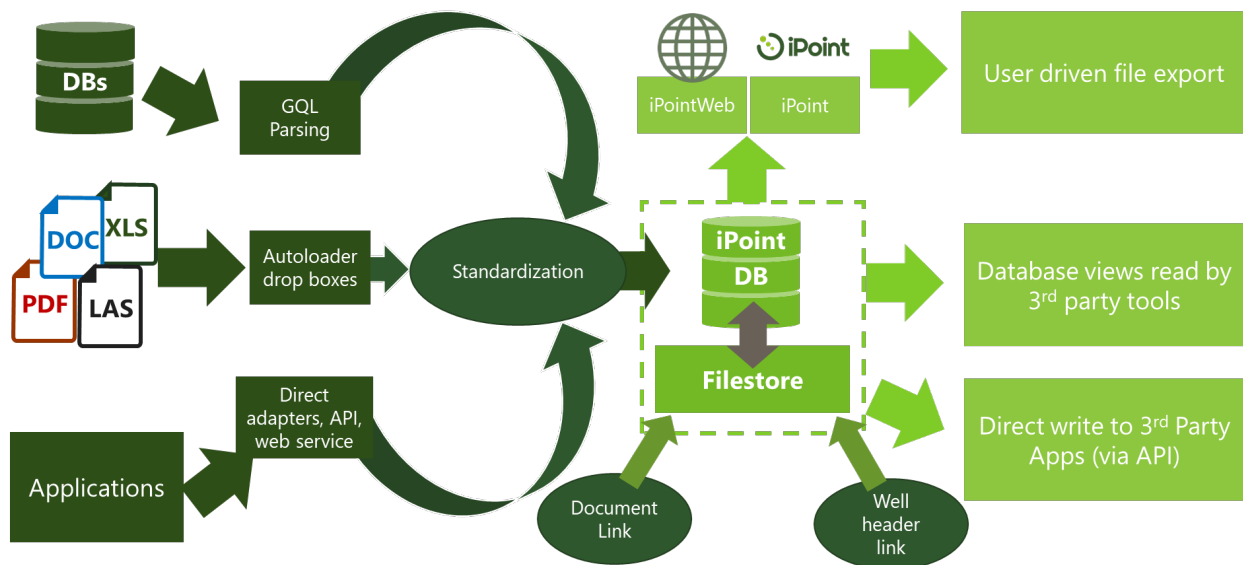 DBs
GQL
Parsing
DOC
XLS
PDF
LAS
Autoloader
drop boxes
Applications
Direct
adapters, API,
web service
Standardization
iPoint
iPointWeb
iPoint
iPoint
DB
Filestore
Document
Link
Well
header
link
User driven file export
Database views read by
3rd party tools
Direct write to 3rd Party
Apps (via API)